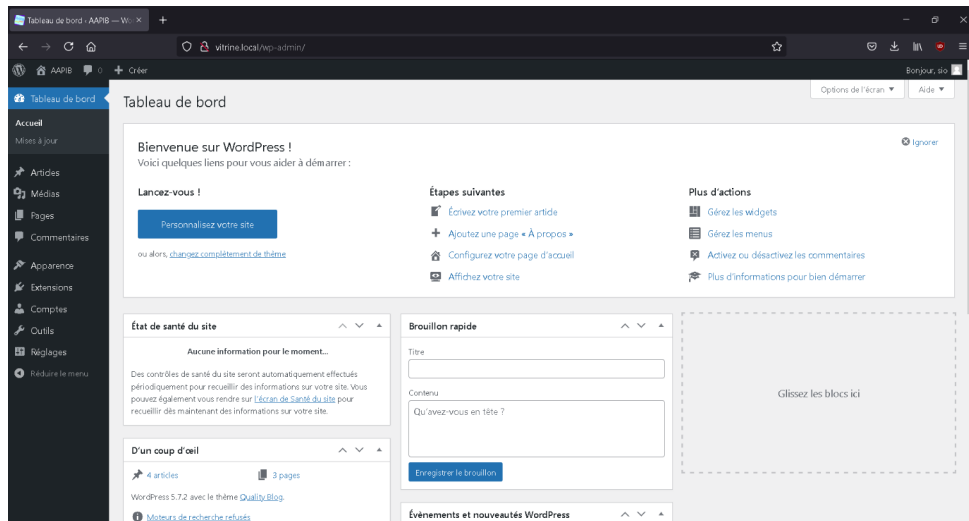 Tableau de bord ‹ AAPIB — Wo
vitrine.local/wp-admin/
AAPIB 0 + Créer Bonjour, sio
Tableau de bord
Accueil
Mises à jour
Articles
Médias
Pages
Commentaires
Apparence
Extensions
Comptes
Outils
Réglages
Réduire le menu
Options de l'écran ▼ Aide ▼
Tableau de bord
Bienvenue sur WordPress !
Ignorer
Voici quelques liens pour vous aider à démarrer :
Lancez-vous !
Personnalisez votre site
ou alors, changez complètement de thème
Étapes suivantes
Écrivez votre premier article
Ajoutez une page « À propos »
Configurez votre page d'accueil
Affichez votre site
Plus d'actions
Gérez les widgets
Gérez les menus
Activez ou désactivez les commentaires
Plus d'informations pour bien démarrer
État de santé du site
Aucune information pour le moment…
Des contrôles de santé du site seront automatiquement effectués
périodiquement pour recueillir des informations sur votre site. Vous
pouvez également vous rendre sur l'écran de Santé du site pour
recueillir dès maintenant des informations sur votre site.
D'un coup d'œil
4 articles 3 pages
WordPress 5.7.2 avec le thème Quality Blog.
Moteurs de recherche refusés
Brouillon rapide
Titre
Contenu
Qu'avez-vous en tête ?
Enregistrer le brouillon
Évènements et nouveautés WordPress
Glissez les blocs ici